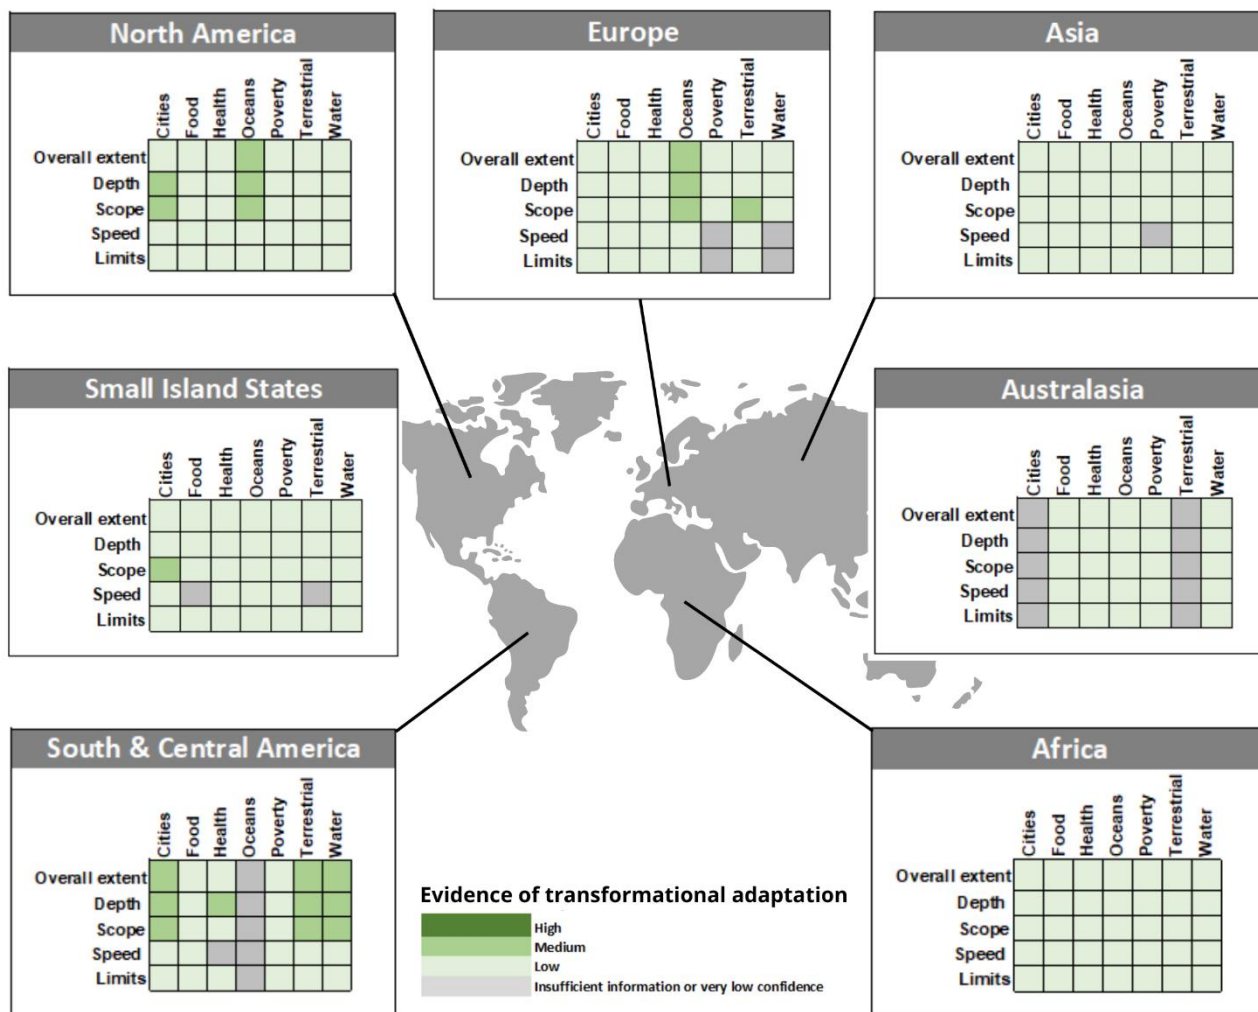 North America
Cities Food Health Oceans Poverty Terrestrial Water
Overall extent
Depth
Scope
Speed
Limits
Europe
Cities Food Health Oceans Poverty Terrestrial Water
Overall extent
Depth
Scope
Speed
Limits
Asia
Cities Food Health Oceans Poverty Terrestrial Water
Overall extent
Depth
Scope
Speed
Limits
Small Island States
Cities Food Health Oceans Poverty Terrestrial Water
Overall extent
Depth
Scope
Speed
Limits
Australasia
Cities Food Health Oceans Poverty Terrestrial Water
Overall extent
Depth
Scope
Speed
Limits
South & Central America
Cities Food Health Oceans Poverty Terrestrial Water
Overall extent
Depth
Scope
Speed
Limits
Evidence of transformational adaptation
High
Medium
Low
Insufficient information or very low confidence
Africa
Cities Food Health Oceans Poverty Terrestrial Water
Overall extent
Depth
Scope
Speed
Limits